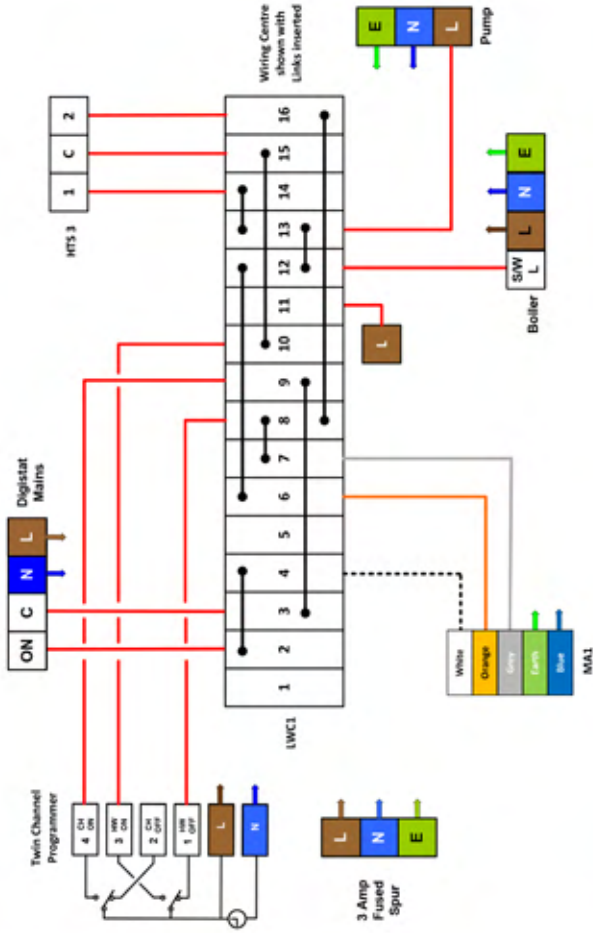 Twin Channel
Programmer
4 CH ON
3 HW ON
2 CH OFF
1 HW OFF
L
N
Digistat
Mains
ON
C
N
L
HTS 3
1
C
2
3 Amp
Fused
Spur
L
N
E
LWC1
1
2
3
4
5
6
7
8
9
10
11
12
13
14
15
16
Wiring Centre
shown with
Links inserted
White
Orange
Grey
Earth
Blue
MA1
L
Boiler
S/W
L
L
N
E
E
N
L
Pump